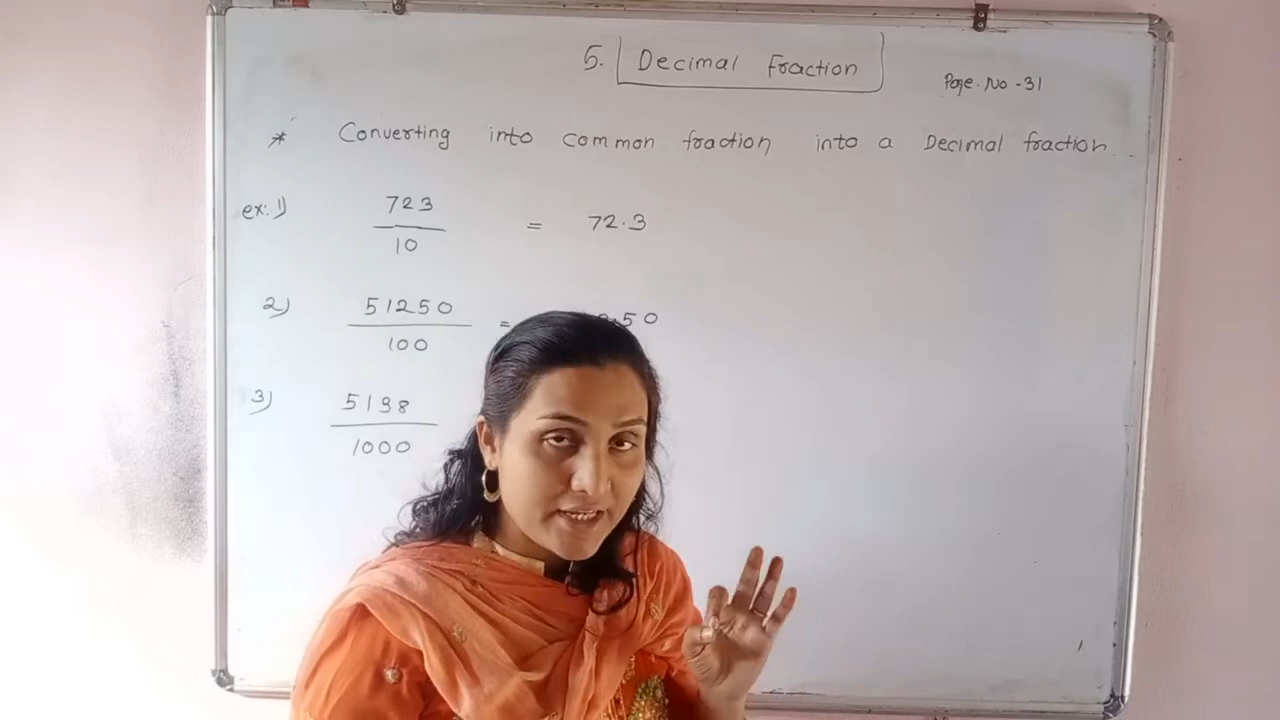 5. Decimal Fraction
Page. No - 31
* Converting into common fraction into a Decimal fraction
ex:1) 723/10 = 72.3
2) 51250/100 = .50
3) 5198/1000